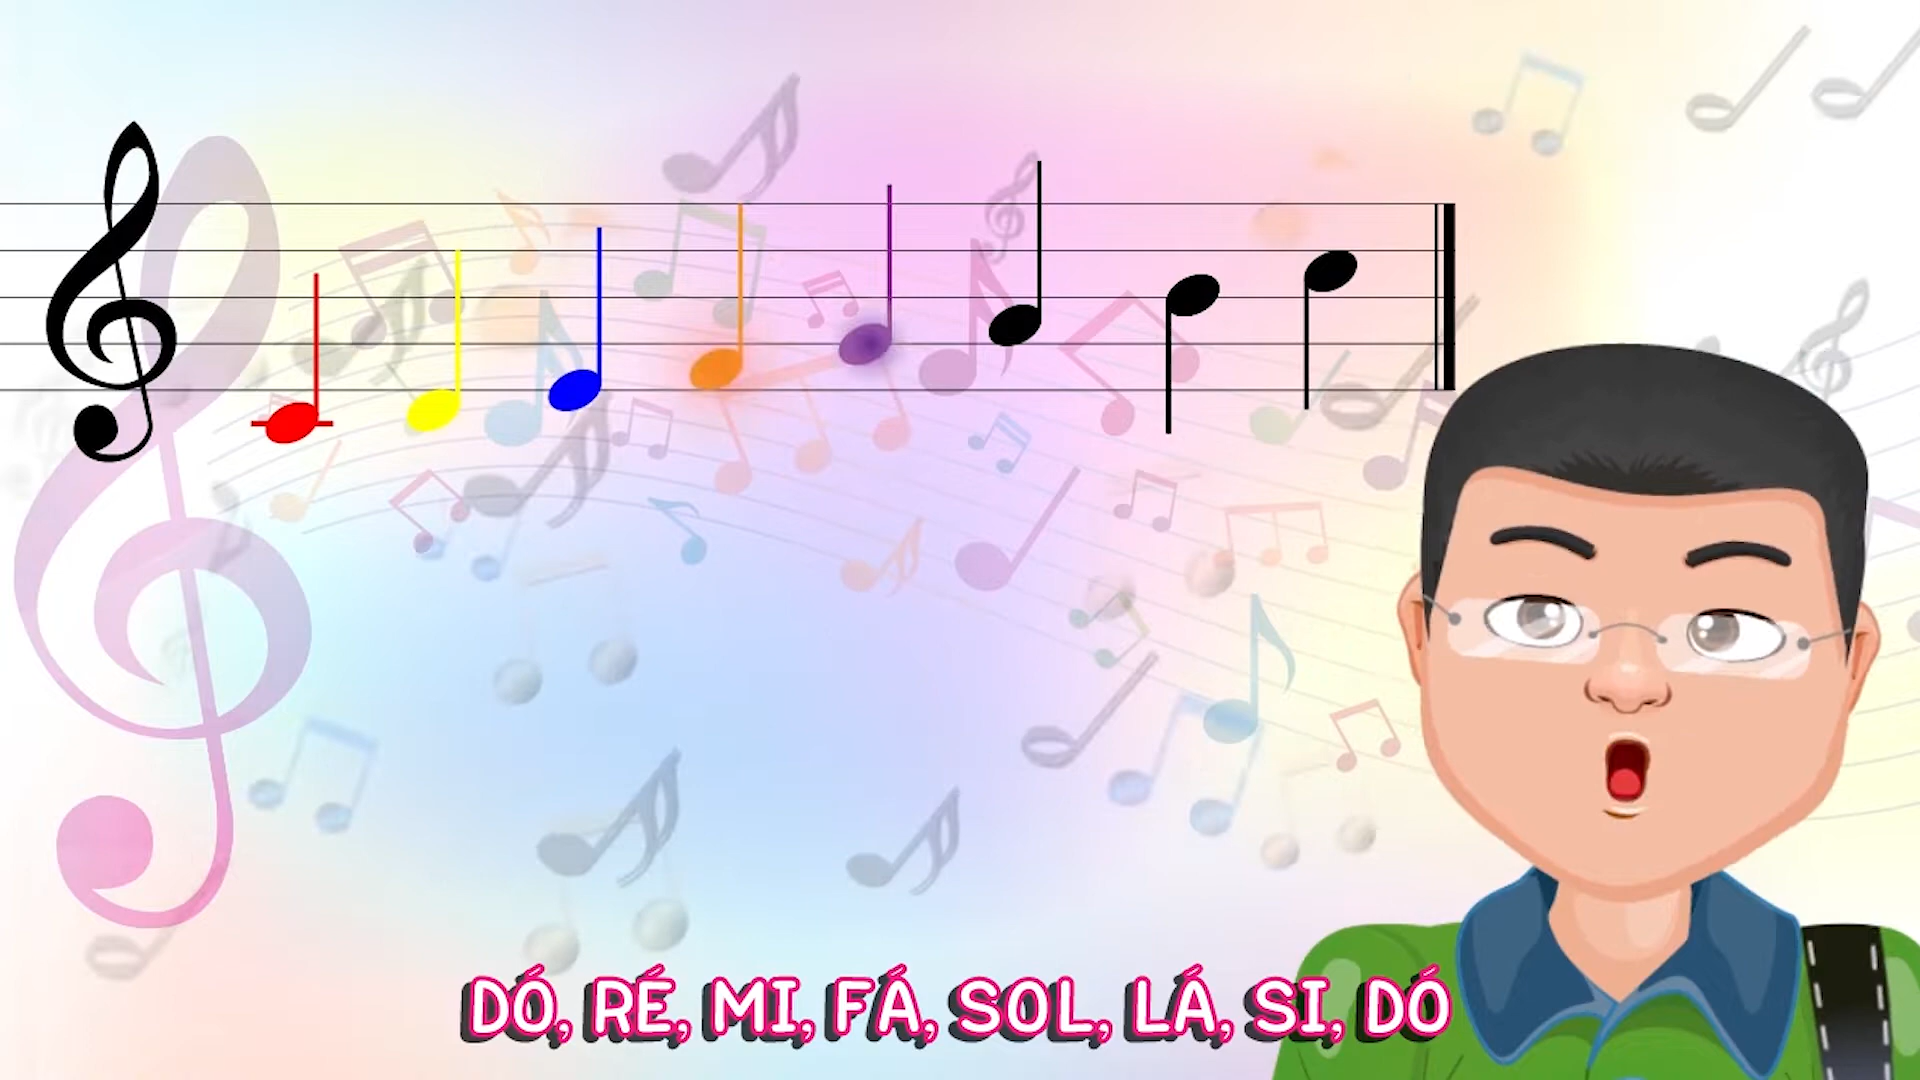 DÓ, RÉ, MI, FÁ, SOL, LÁ, SI, DÓ